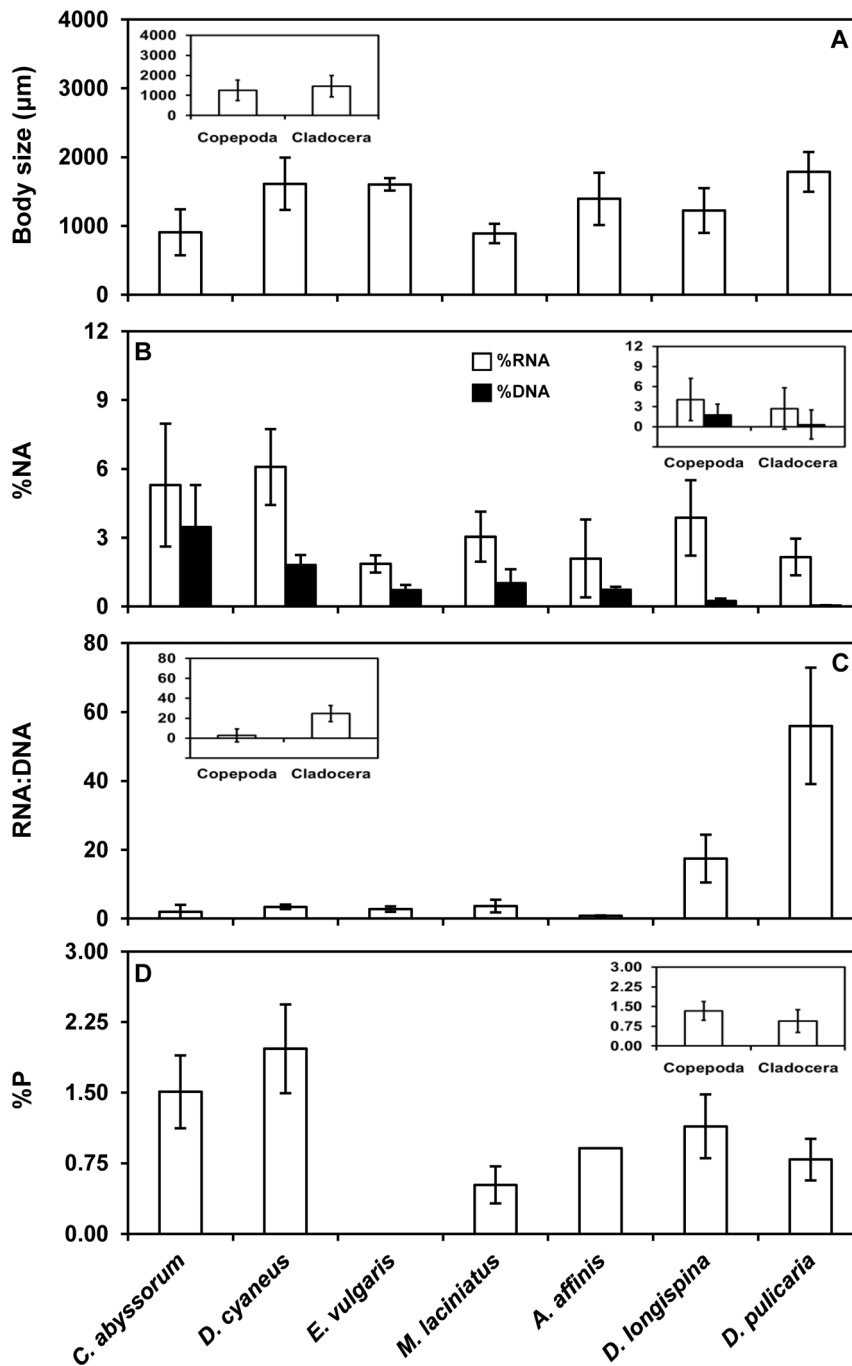 A
Body size (µm)
4000
3000
2000
1000
0
4000
3000
2000
1000
0
Copepoda Cladocera
B
%NA
12
9
6
3
0
%RNA
%DNA
12
9
6
3
0
Copepoda Cladocera
C
RNA:DNA
80
60
40
20
0
80
60
40
20
0
Copepoda Cladocera
D
%P
3.00
2.25
1.50
0.75
0.00
3.00
2.25
1.50
0.75
0.00
Copepoda Cladocera
C. abyssorum
D. cyaneus
E. vulgaris
M. laciniatus
A. affinis
D. longispina
D. pulicaria